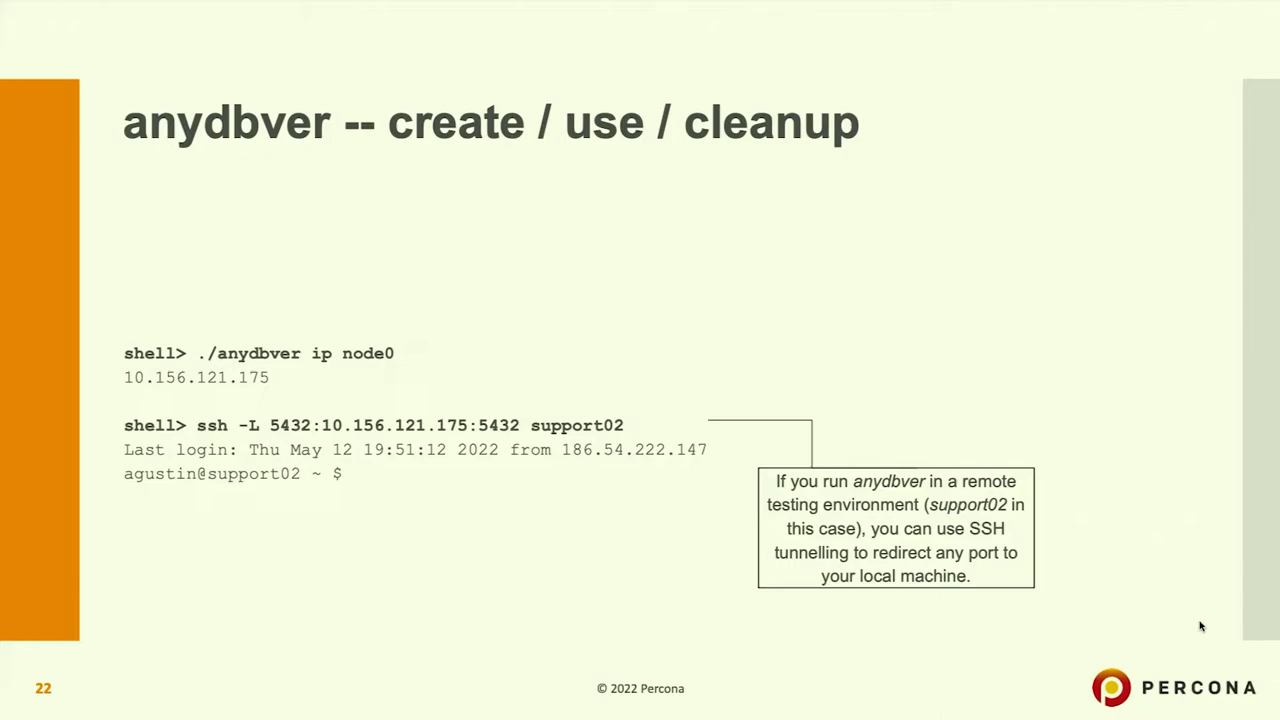 anydbver -- create / use / cleanup
shell> ./anydbver ip node0
10.156.121.175
shell> ssh -L 5432:10.156.121.175:5432 support02
Last login: Thu May 12 19:51:12 2022 from 186.54.222.147
agustin@support02 ~ $
If you run anydbver in a remote
testing environment (support02 in
this case), you can use SSH
tunnelling to redirect any port to
your local machine.
22
© 2022 Percona
PERCONA